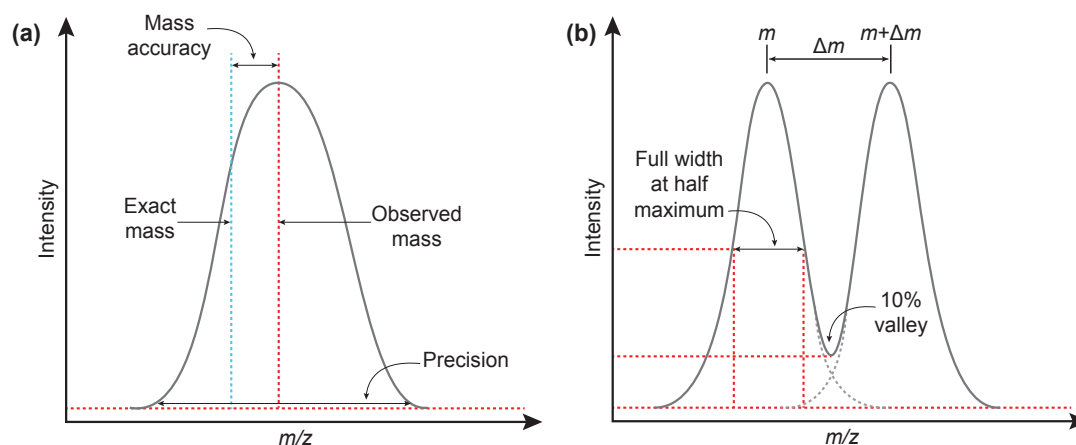 (a)
Mass
accuracy
Intensity
Exact
mass
Observed
mass
Precision
m/z
(b)
m
m+Δm
Δm
Full width
at half
maximum
Intensity
10%
valley
m/z